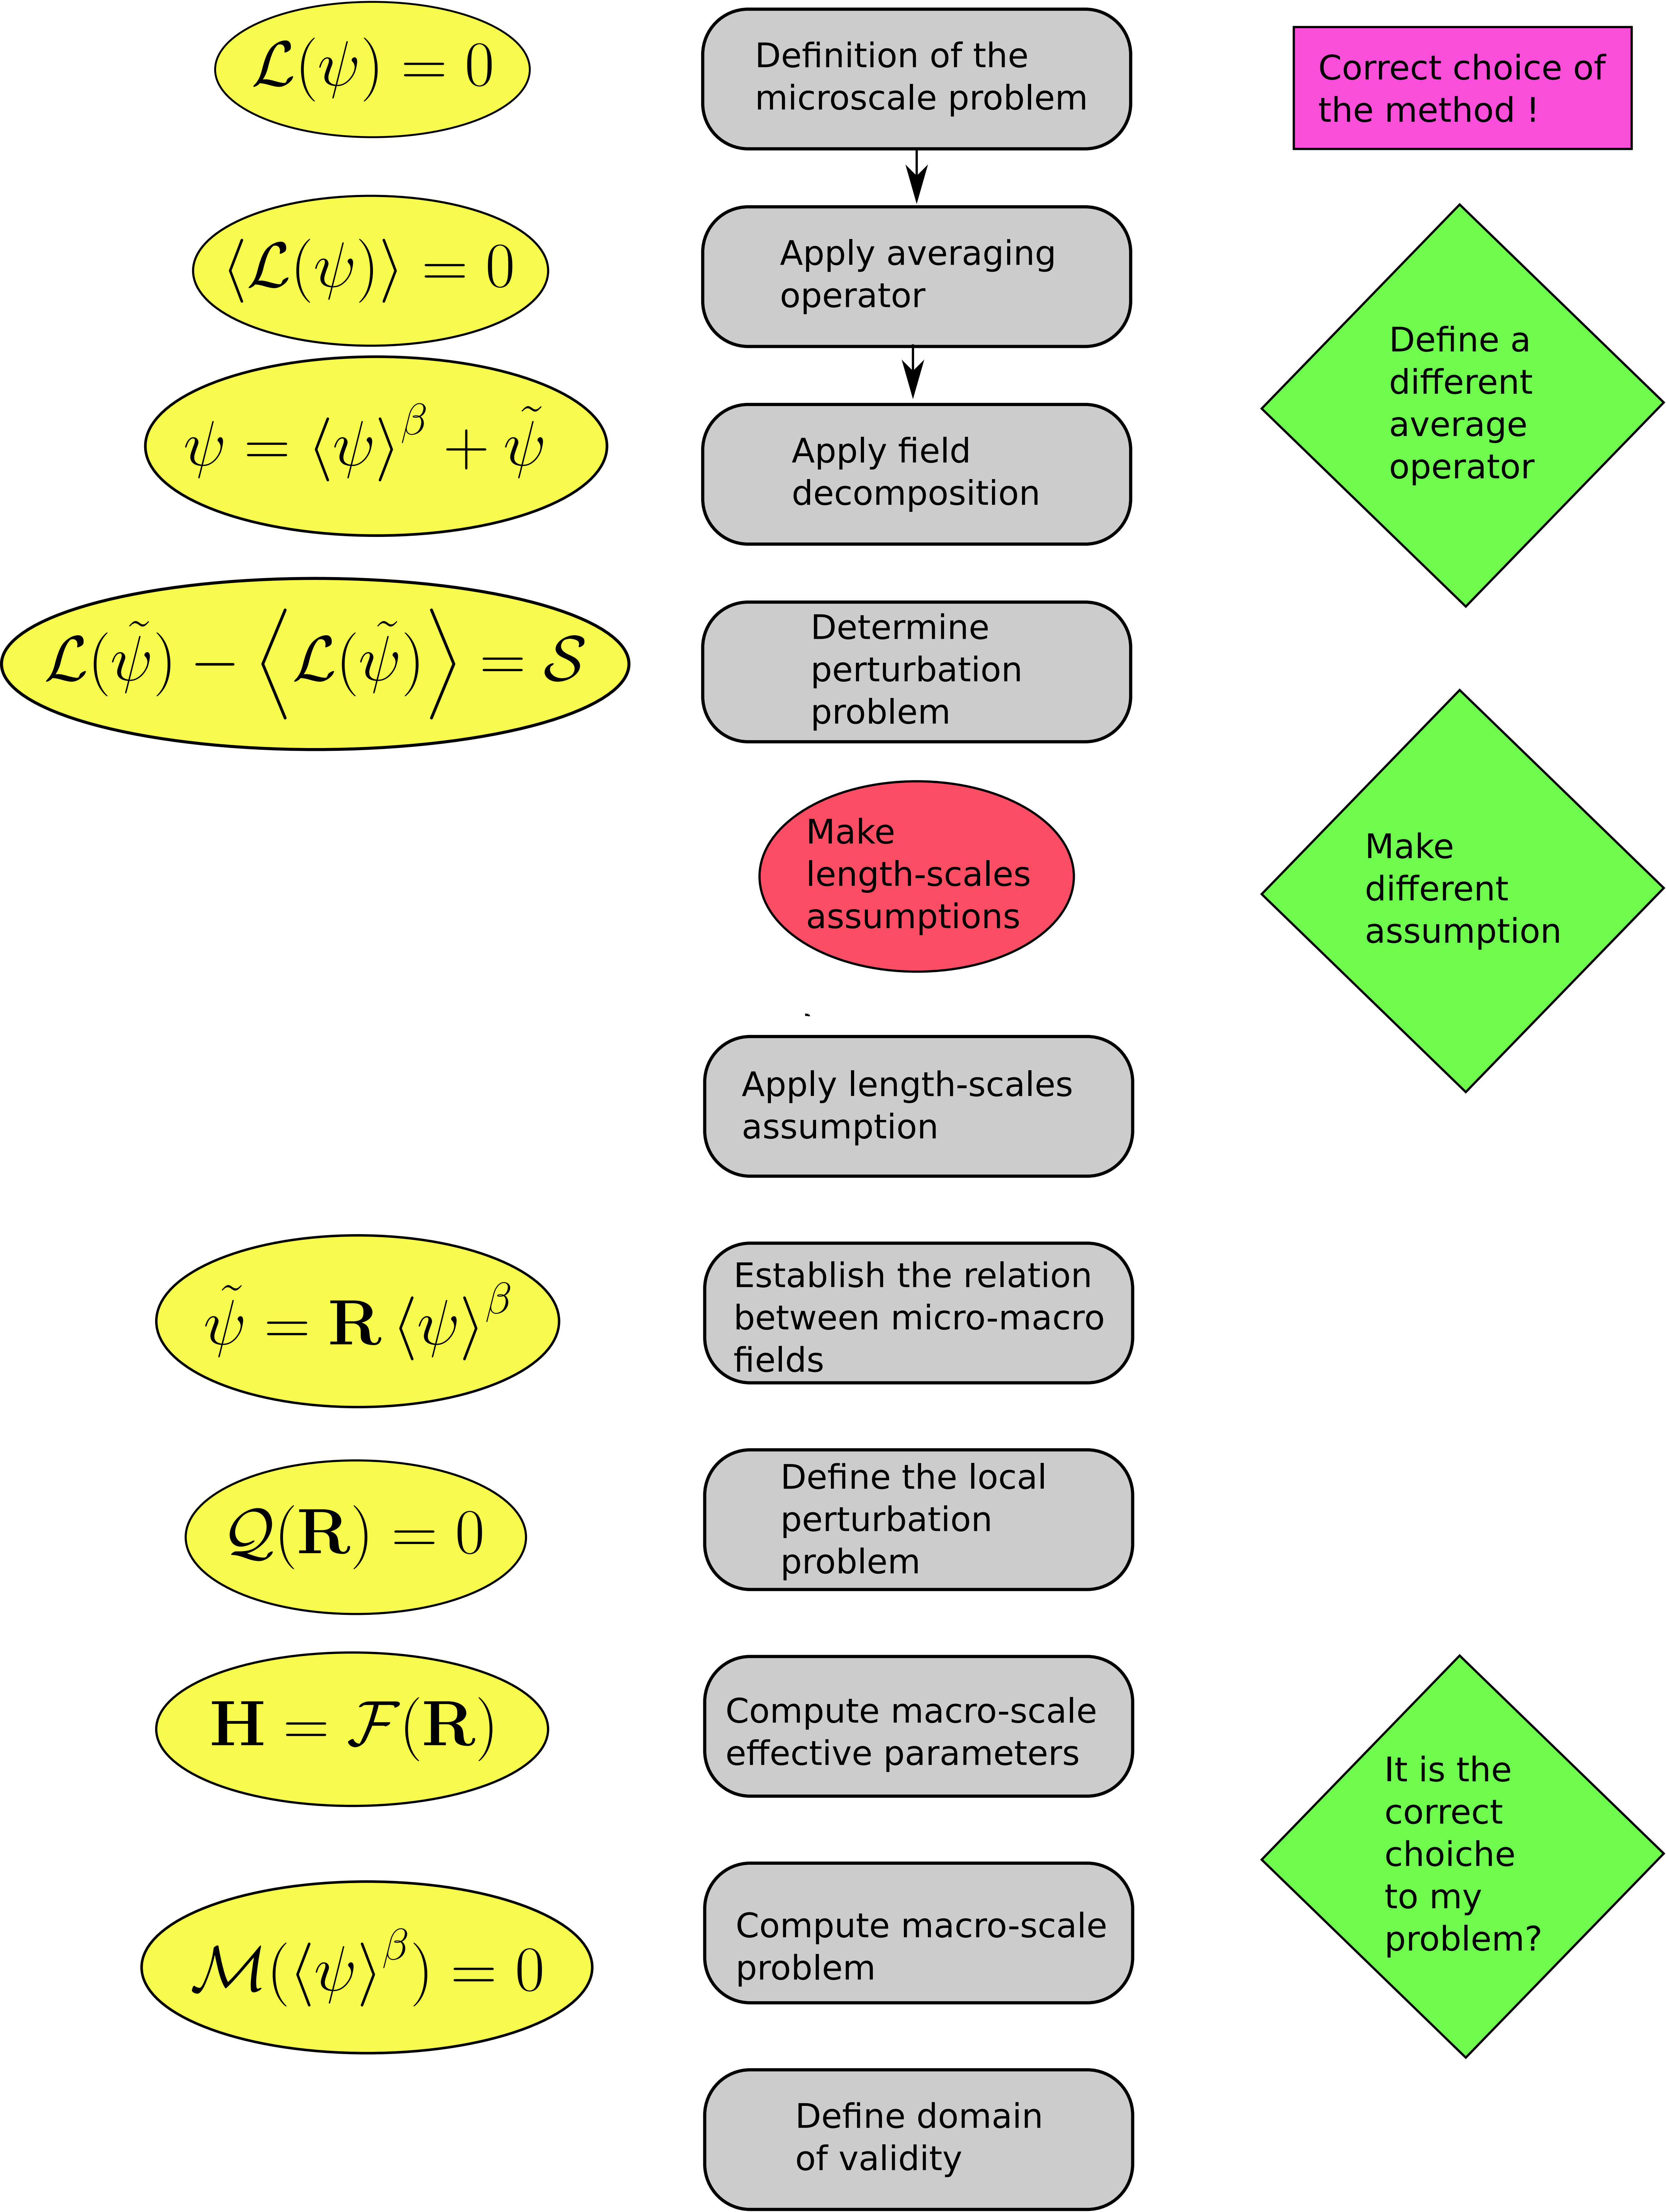 𝓛(ψ) = 0
Definition of the
microscale problem
Correct choice of
the method !
⟨𝓛(ψ)⟩ = 0
Apply averaging
operator
Define a
different
average
operator
ψ = ⟨ψ⟩^β + ψ̃
Apply field
decomposition
𝓛(ψ̃) − ⟨𝓛(ψ̃)⟩ = 𝓢
Determine
perturbation
problem
Make
length-scales
assumptions
Make
different
assumption
Apply length-scales
assumption
ψ̃ = 𝐑 ⟨ψ⟩^β
Establish the relation
between micro-macro
fields
𝓠(𝐑) = 0
Define the local
perturbation
problem
𝐇 = 𝓕(𝐑)
Compute macro-scale
effective parameters
It is the
correct
choiche
to my
problem?
𝓜(⟨ψ⟩^β) = 0
Compute macro-scale
problem
Define domain
of validity